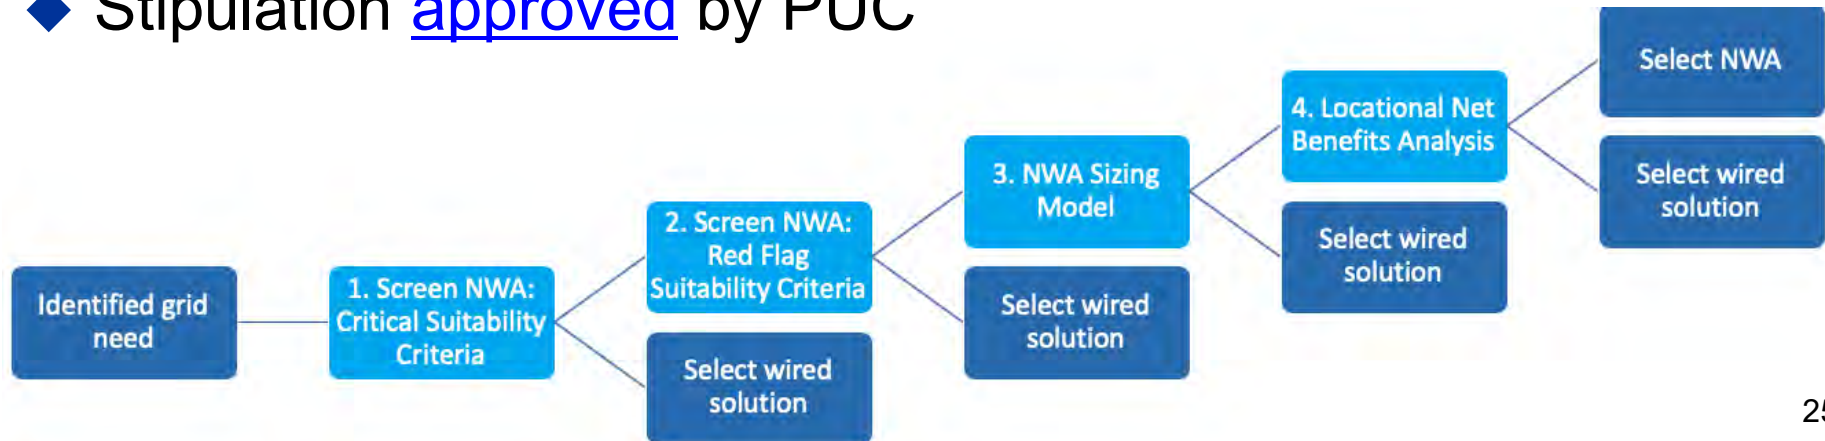 Stipulation approved by PUC
Identified grid
need
1. Screen NWA:
Critical Suitability
Criteria
2. Screen NWA:
Red Flag
Suitability Criteria
Select wired
solution
3. NWA Sizing
Model
Select wired
solution
4. Locational Net
Benefits Analysis
Select wired
solution
Select NWA
Select wired
solution